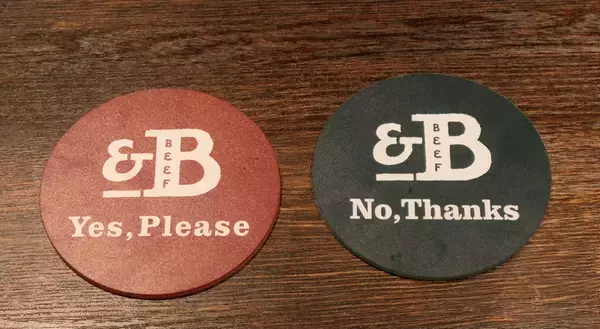 &B
BEEF
Yes, Please
&B
BEEF
No, Thanks